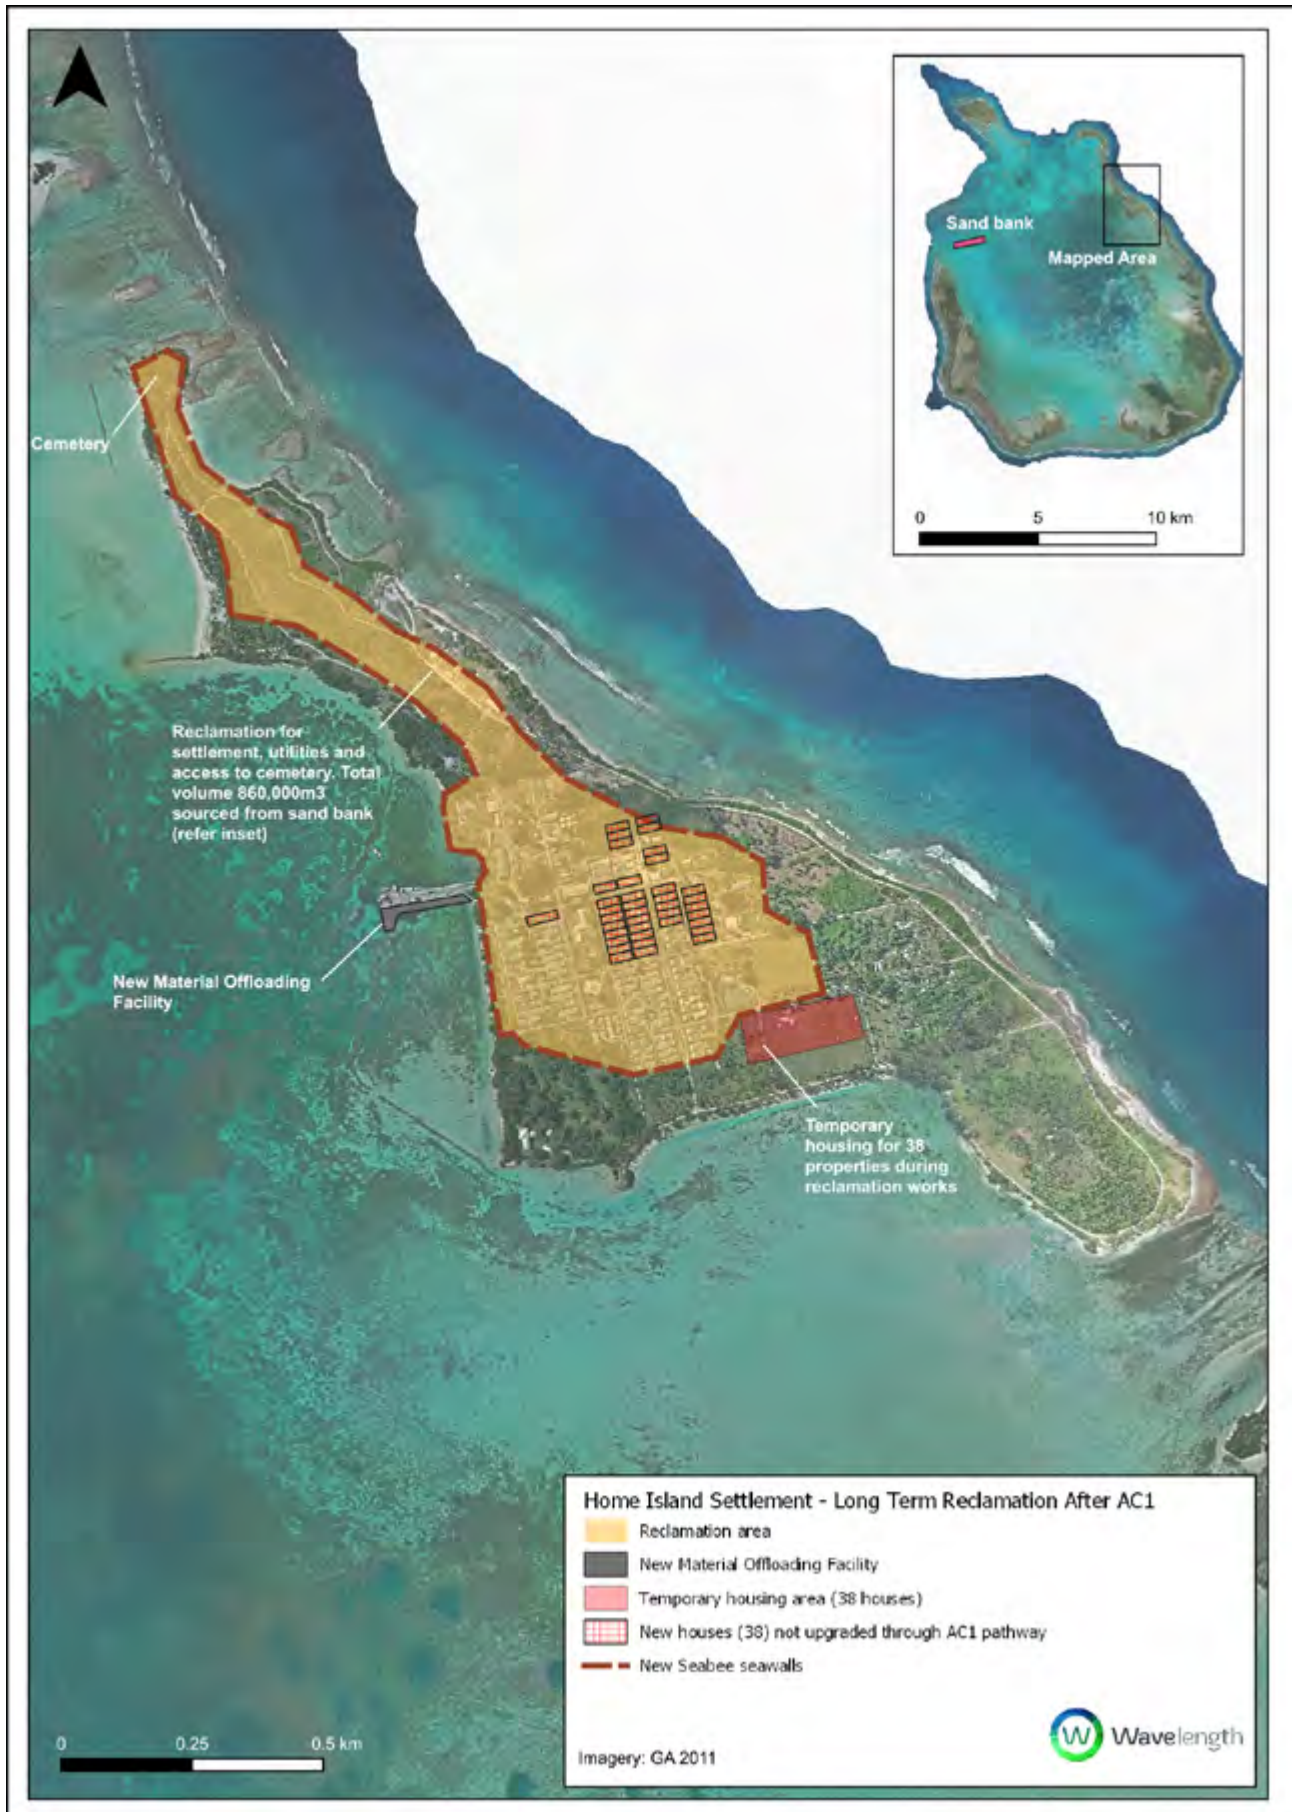 Sand bank
Mapped Area
0 5 10 km
Cemetery
Reclamation for
settlement, utilities and
access to cemetery. Total
volume 860,000m3
sourced from sand bank
(refer inset)
New Material Offloading
Facility
Temporary
housing for 38
properties during
reclamation works
Home Island Settlement - Long Term Reclamation After AC1
Reclamation area
New Material Offloading Facility
Temporary housing area (38 houses)
New houses (38) not upgraded through AC1 pathway
New Seabee seawalls
Imagery: GA 2011
W Wavelength
0 0.25 0.5 km